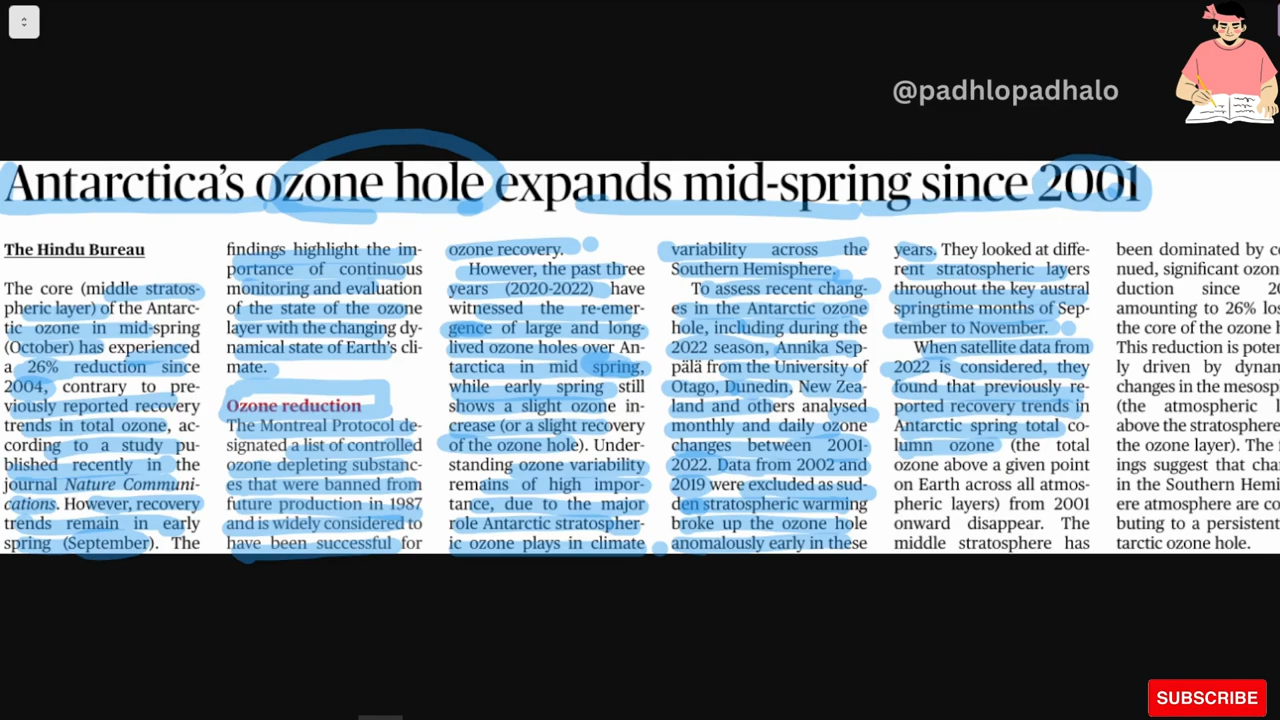 @padhlopadhalo
Antarctica's ozone hole expands mid-spring since 2001
The Hindu Bureau
The core (middle stratos-
pheric layer) of the Antarc-
tic ozone in mid-spring
(October) has experienced
a 26% reduction since
2004, contrary to pre-
viously reported recovery
trends in total ozone, ac-
cording to a study pu-
blished recently in the
journal Nature Communi-
cations. However, recovery
trends remain in early
spring (September). The
findings highlight the im-
portance of continuous
monitoring and evaluation
of the state of the ozone
layer with the changing dy-
namical state of Earth's cli-
mate.
Ozone reduction
The Montreal Protocol de-
signated a list of controlled
ozone depleting substanc-
es that were banned from
future production in 1987
and is widely considered to
have been successful for
ozone recovery.
However, the past three
years (2020-2022) have
witnessed the re-emer-
gence of large and long-
lived ozone holes over An-
tarctica in mid spring,
while early spring still
shows a slight ozone in-
crease (or a slight recovery
of the ozone hole). Under-
standing ozone variability
remains of high impor-
tance, due to the major
role Antarctic stratospher-
ic ozone plays in climate
variability across the
Southern Hemisphere.
To assess recent chang-
es in the Antarctic ozone
hole, including during the
2022 season, Annika Sep-
pälä from the University of
Otago, Dunedin, New Zea-
land and others analysed
monthly and daily ozone
changes between 2001-
2022. Data from 2002 and
2019 were excluded as sud-
den stratospheric warming
broke up the ozone hole
anomalously early in these
years. They looked at diffe-
rent stratospheric layers
throughout the key austral
springtime months of Sep-
tember to November.
When satellite data from
2022 is considered, they
found that previously re-
ported recovery trends in
Antarctic spring total co-
lumn ozone (the total
ozone above a given point
on Earth across all atmos-
pheric layers) from 2001
onward disappear. The
middle stratosphere has
been dominated by
nued, significant ozon
duction since 20
amounting to 26% lo
the core of the ozone
This reduction is poten
ly driven by dynam
changes in the mesosp
(the atmospheric
above the stratosphere
the ozone layer). The
ings suggest that chan
in the Southern Hemi
ere atmosphere are co
buting to a persistent
tarctic ozone hole.
SUBSCRIBE